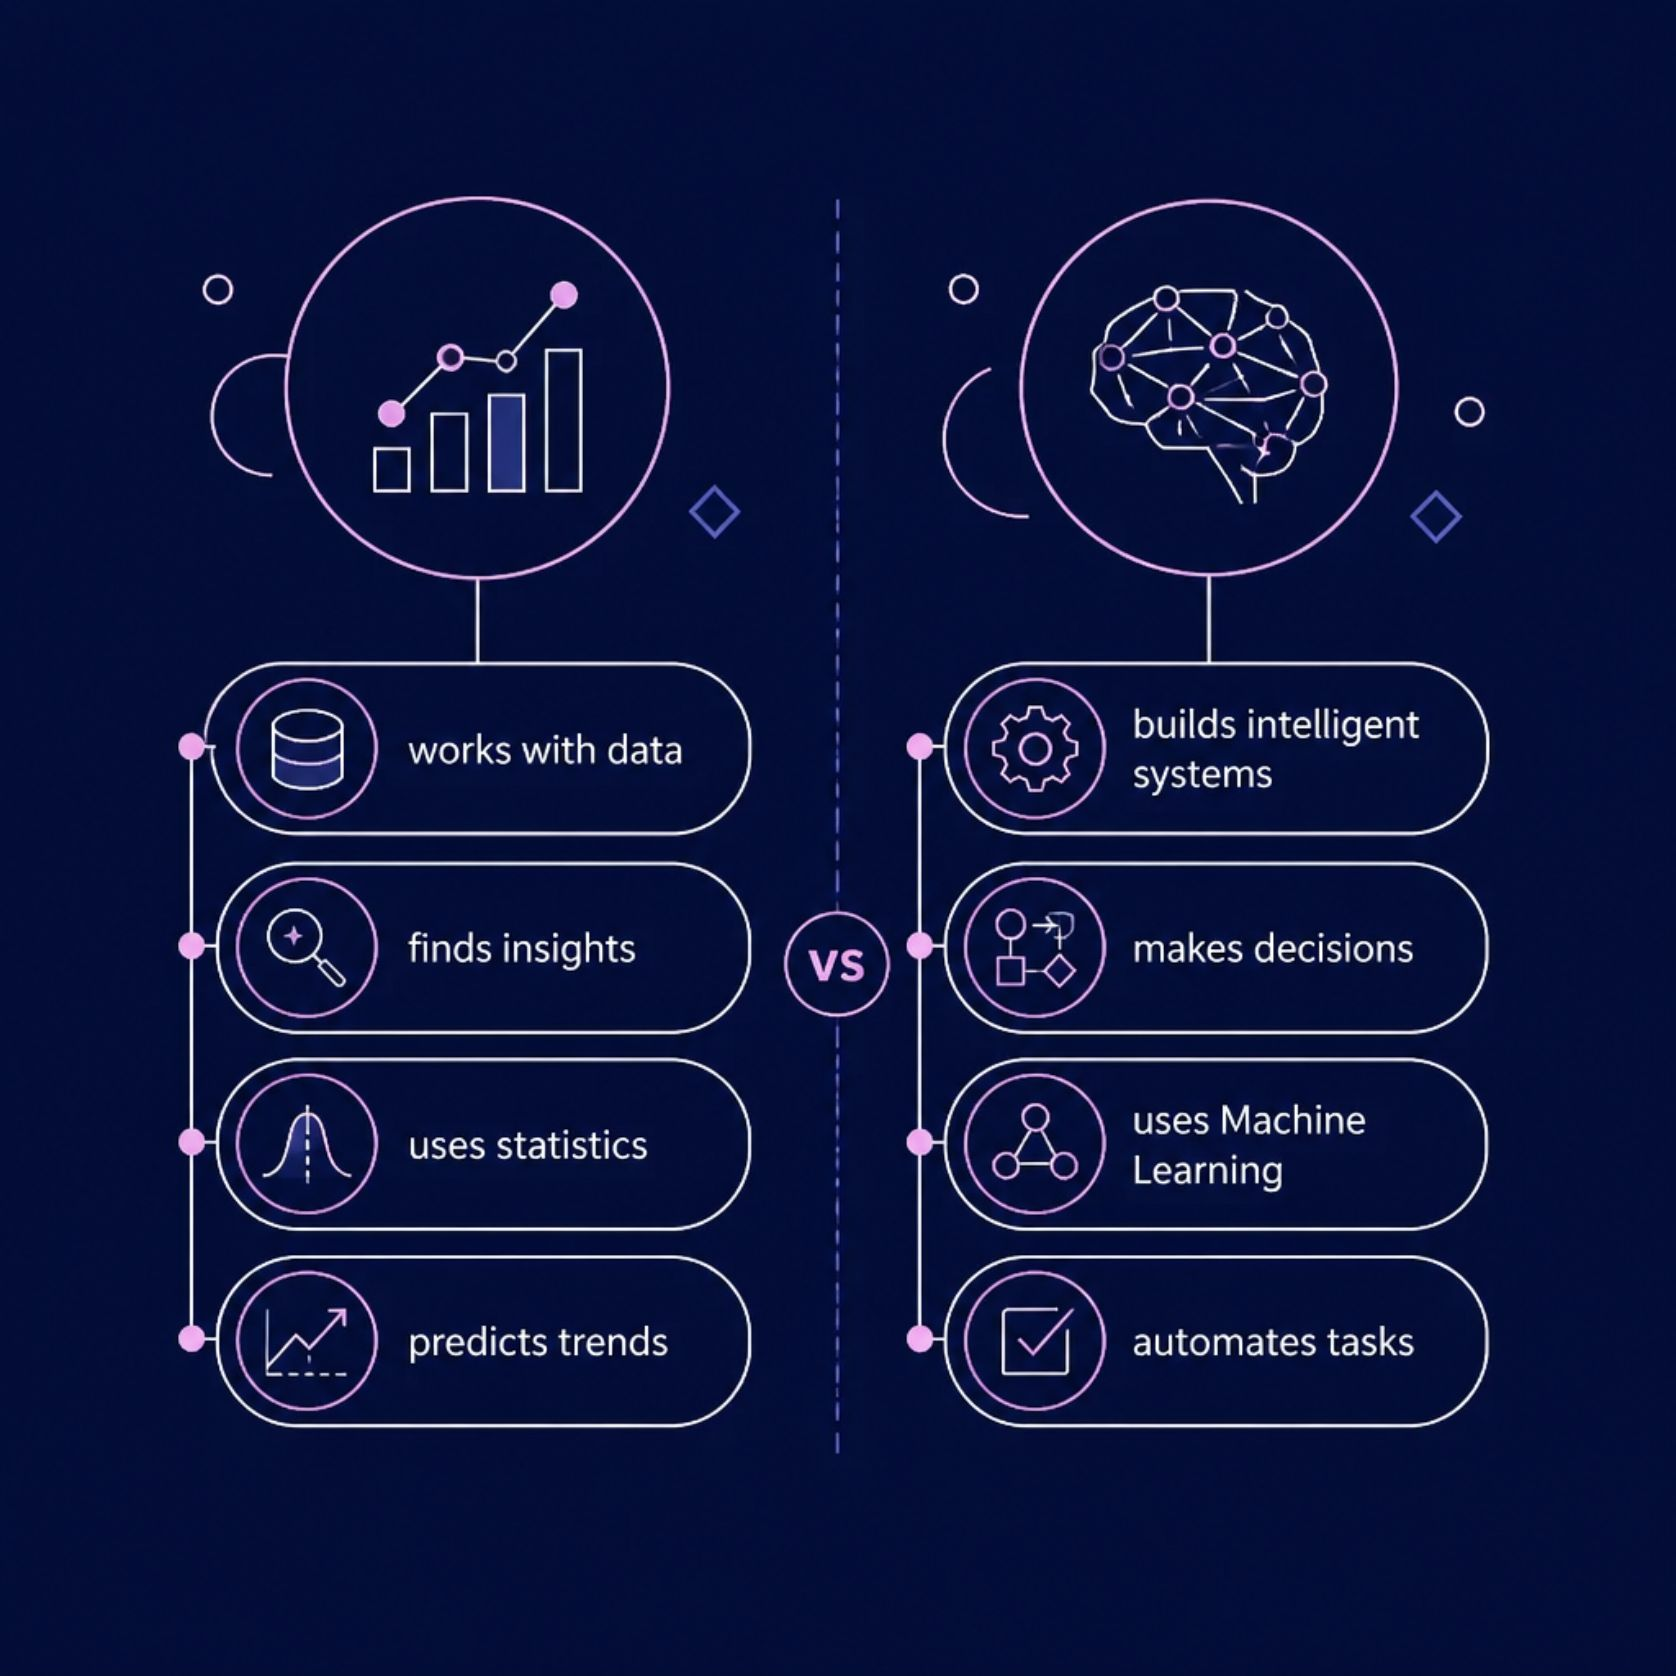 works with data
finds insights
uses statistics
predicts trends
VS
builds intelligent
systems
makes decisions
uses Machine
Learning
automates tasks